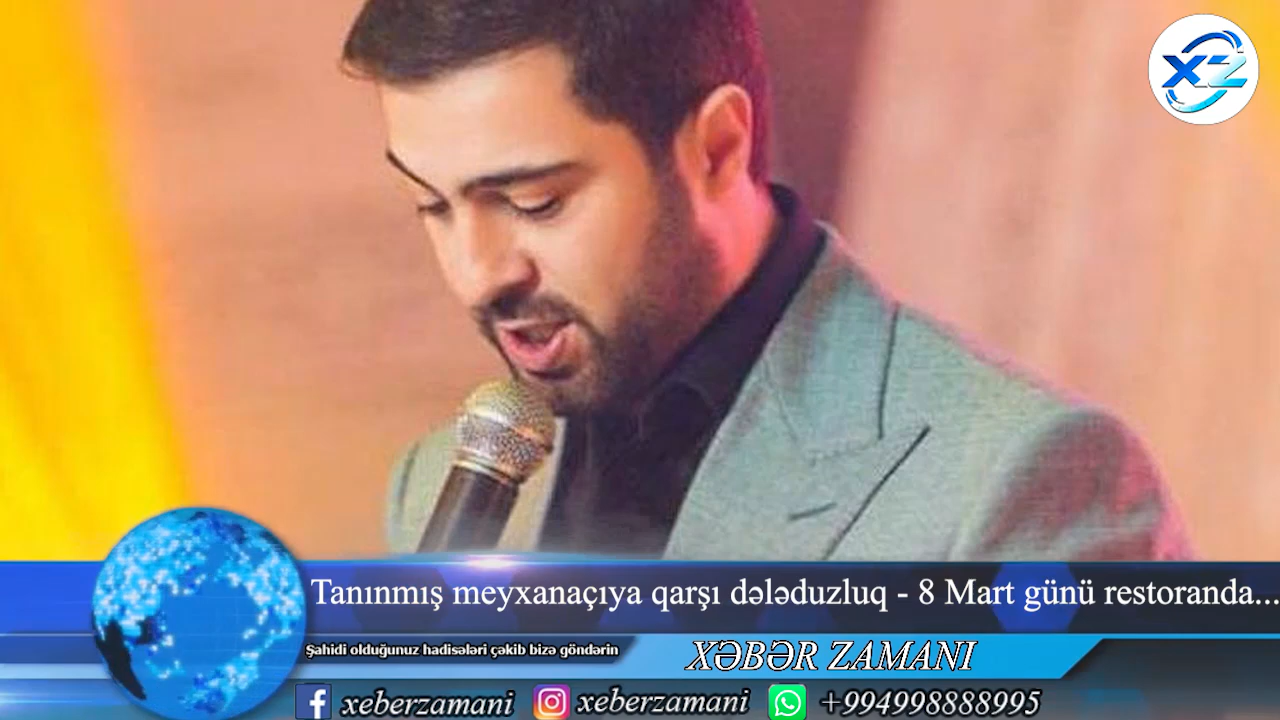 XZ
Tanınmış meyxanaçıya qarşı dələduzluq - 8 Mart günü restoranda...
Şahidi olduğunuz hadisələri çəkib bizə göndərin
XƏBƏR ZAMANI
xeberzamani xeberzamani +994998888995